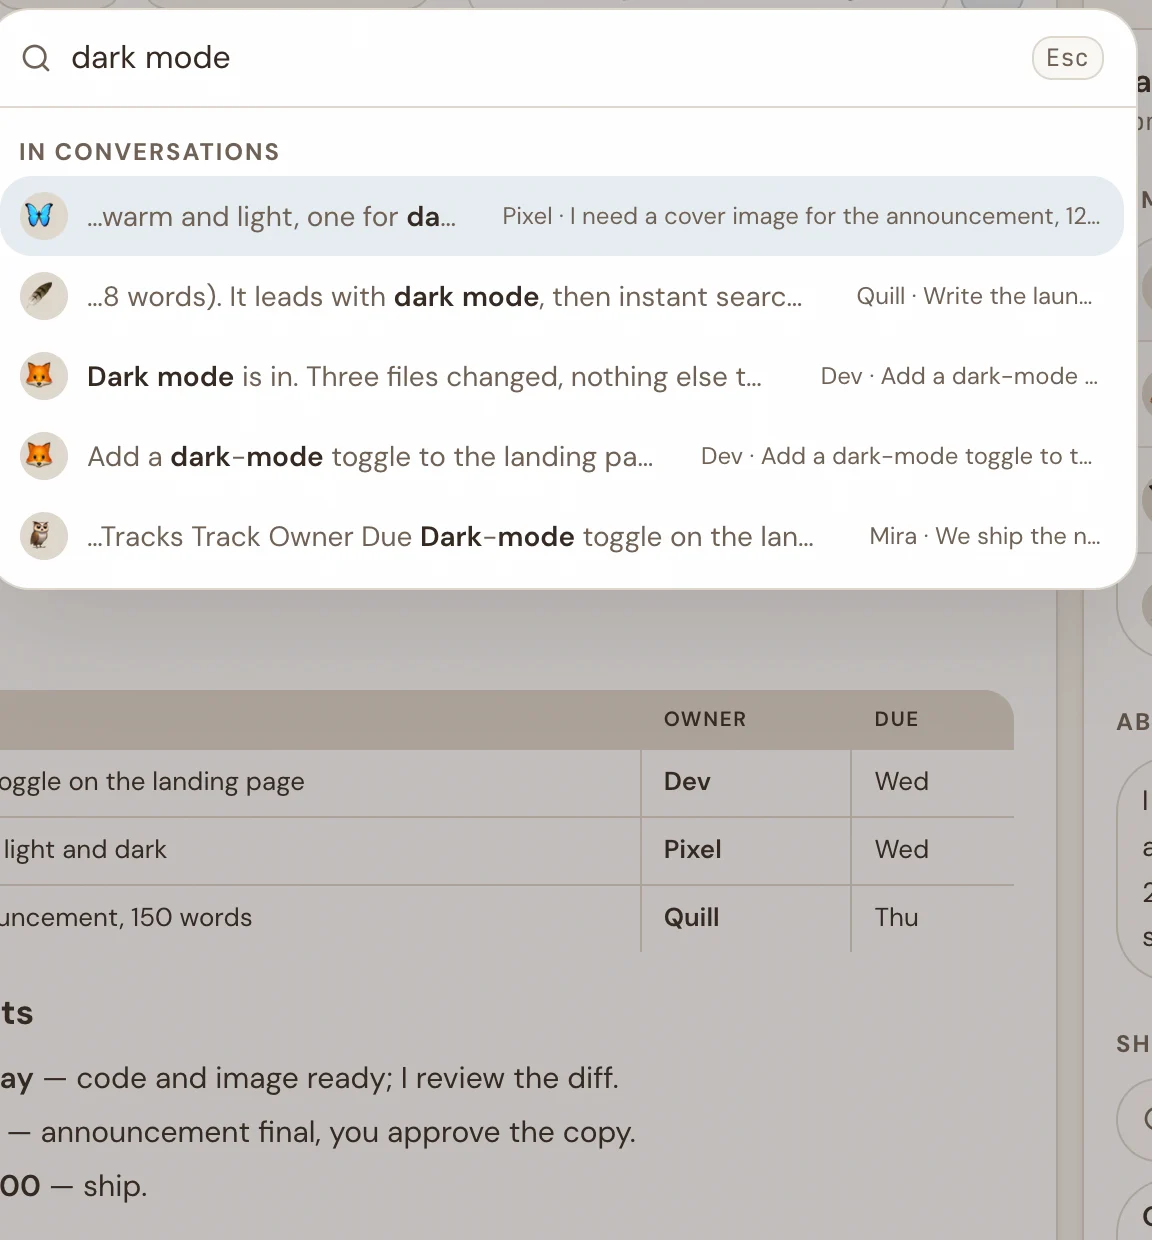 dark mode Esc
IN CONVERSATIONS
…warm and light, one for da… Pixel · I need a cover image for the announcement, 12…
…8 words). It leads with dark mode, then instant searc… Quill · Write the laun…
Dark mode is in. Three files changed, nothing else t… Dev · Add a dark-mode …
Add a dark-mode toggle to the landing pa… Dev · Add a dark-mode toggle to t…
…Tracks Track Owner Due Dark-mode toggle on the lan… Mira · We ship the n…
OWNER DUE
oggle on the landing page Dev Wed
light and dark Pixel Wed
uncement, 150 words Quill Thu
ts
ay — code and image ready; I review the diff.
— announcement final, you approve the copy.
00 — ship.
AB
SH